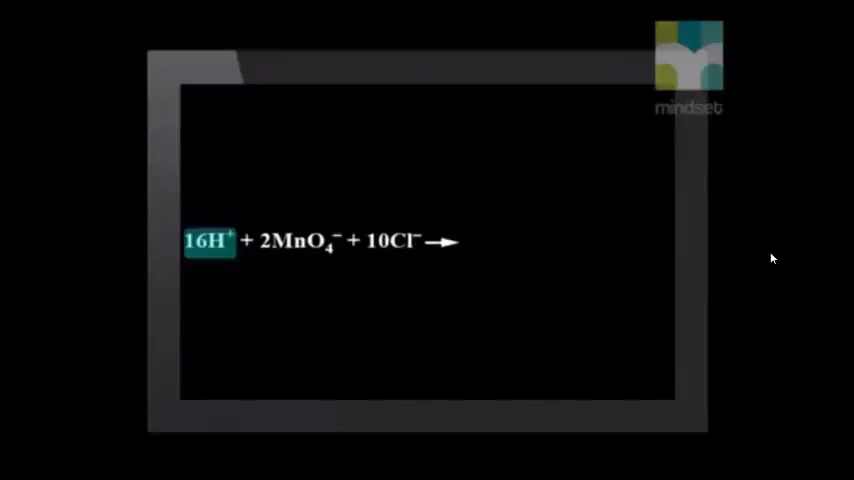 mindset
16H⁺ + 2MnO₄⁻ + 10Cl⁻ →